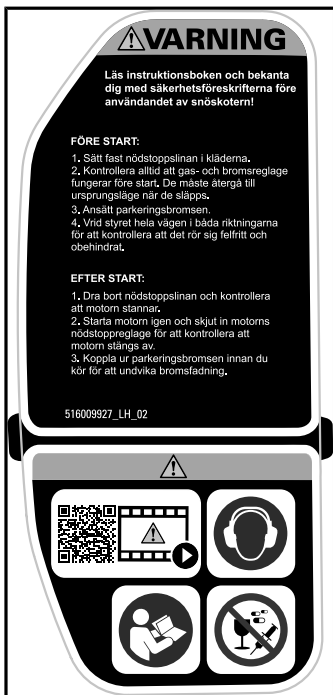 VARNING
Läs instruktionsboken och bekanta
dig med säkerhetsföreskrifterna före
användandet av snöskotern!
FÖRE START:
1. Sätt fast nödstoppslinan i kläderna.
2. Kontrollera alltid att gas- och bromsreglage
fungerar före start. De måste återgå till
ursprungsläge när de släpps.
3. Ansätt parkeringsbromsen.
4. Vrid styret hela vägen i båda riktningarna
för att kontrollera att det rör sig felfritt och
obehindrat.
EFTER START:
1. Dra bort nödstoppslinan och kontrollera
att motorn stannar.
2. Starta motorn igen och skjut in motorns
nödstoppreglage för att kontrollera att
motorn stängs av.
3. Koppla ur parkeringsbromsen innan du
kör för att undvika bromsfadning.
516009927_LH_02